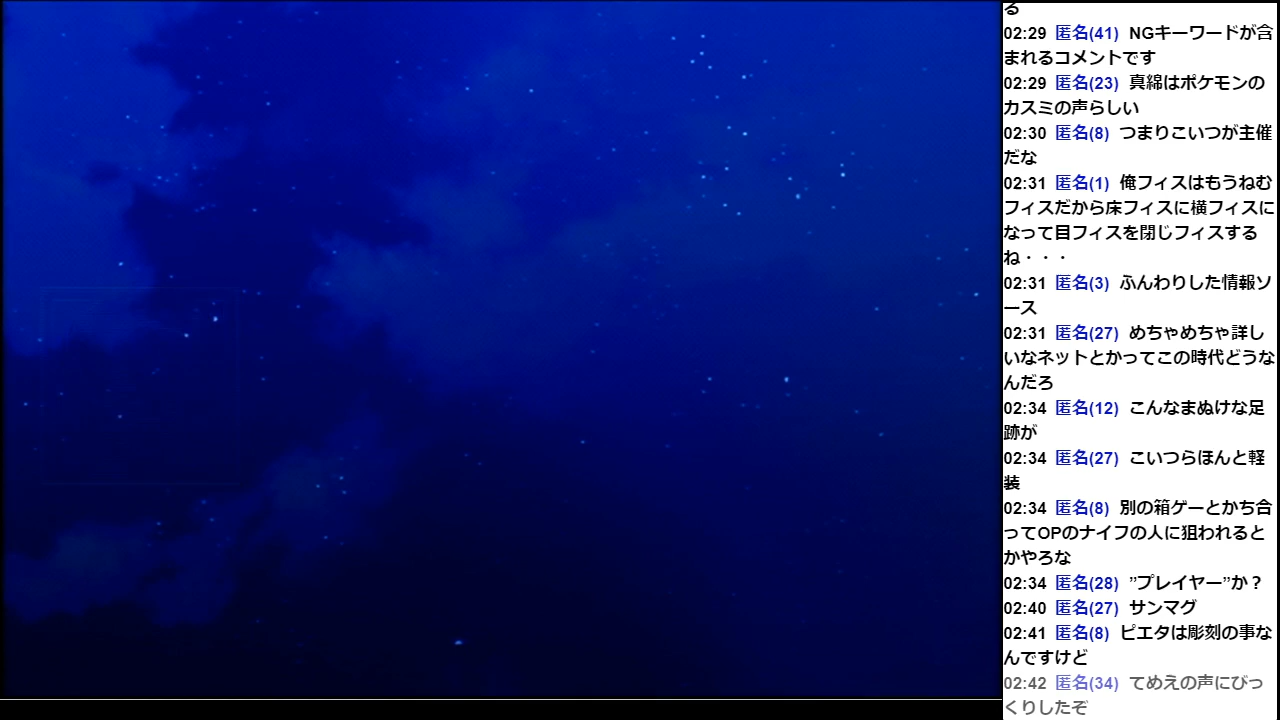 る
02:29 匿名(41) NGキーワードが含
まれるコメントです
02:29 匿名(23) 真綿はポケモンの
カスミの声らしい
02:30 匿名(8) つまりこいつが主催
だな
02:31 匿名(1) 俺フィスはもうねむ
フィスだから床フィスに横フィスに
なって目フィスを閉じフィスする
ね・・・
02:31 匿名(3) ふんわりした情報ソ
ース
02:31 匿名(27) めちゃめちゃ詳し
いなネットとかってこの時代どうな
んだろ
02:34 匿名(12) こんなまぬけな足
跡が
02:34 匿名(27) こいつらほんと軽
装
02:34 匿名(8) 別の箱ゲーとかち合
ってOPのナイフの人に狙われると
かやろな
02:34 匿名(28) ”プレイヤー”か？
02:40 匿名(27) サンマグ
02:41 匿名(8) ピエタは彫刻の事な
んですけど
02:42 匿名(34) てめえの声にびっ
くりしたぞ